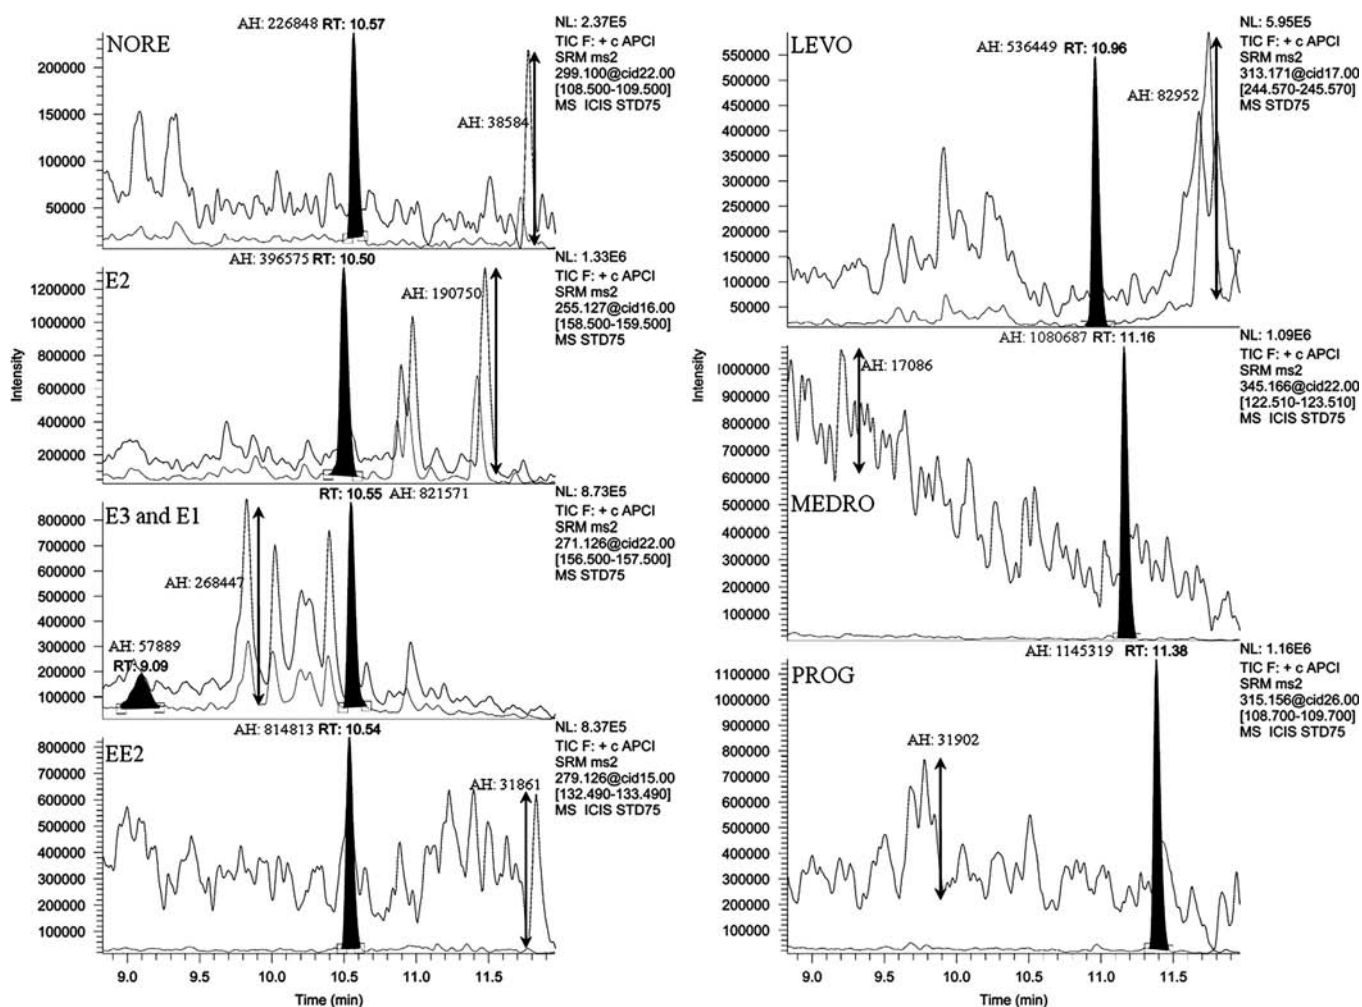 AH: 226848 RT: 10.57
NORE
200000
150000
100000
50000
AH: 38584
NL: 2.37E5
TIC F: + c APCI
SRM ms2
299.100@cid22.00
[108.500-109.500]
MS ICIS STD75
AH: 396575 RT: 10.50
E2
1200000
1000000
800000
600000
400000
200000
AH: 190750
NL: 1.33E6
TIC F: + c APCI
SRM ms2
255.127@cid16.00
[158.500-159.500]
MS STD75
Intensity
RT: 10.55 AH: 821571
E3 and E1
800000
700000
600000
500000
400000
300000
200000
100000
AH: 268447
AH: 57889
RT: 9.09
NL: 8.73E5
TIC F: + c APCI
SRM ms2
271.126@cid22.00
[156.500-157.500]
MS STD75
AH: 814813 RT: 10.54
EE2
800000
700000
600000
500000
400000
300000
200000
100000
AH: 31861
NL: 8.37E5
TIC F: + c APCI
SRM ms2
279.126@cid15.00
[132.490-133.490]
MS ICIS STD75
9.0 9.5 10.0 10.5 11.0 11.5
Time (min)
LEVO
AH: 536449 RT: 10.96
550000
500000
450000
400000
350000
300000
250000
200000
150000
100000
50000
AH: 82952
NL: 5.95E5
TIC F: + c APCI
SRM ms2
313.171@cid17.00
[244.570-245.570]
MS ICIS STD75
AH: 1080687 RT: 11.16
1000000
900000
800000
700000
600000
500000
400000
300000
200000
100000
AH: 17086
MEDRO
NL: 1.09E6
TIC F: + c APCI
SRM ms2
345.166@cid22.00
[122.510-123.510]
MS ICIS STD75
Intensity
AH: 1145319 RT: 11.38
PROG
1100000
1000000
900000
800000
700000
600000
500000
400000
300000
200000
100000
AH: 31902
NL: 1.16E6
TIC F: + c APCI
SRM ms2
315.156@cid26.00
[108.700-109.700]
MS ICIS STD75
9.0 9.5 10.0 10.5 11.0 11.5
Time (min)